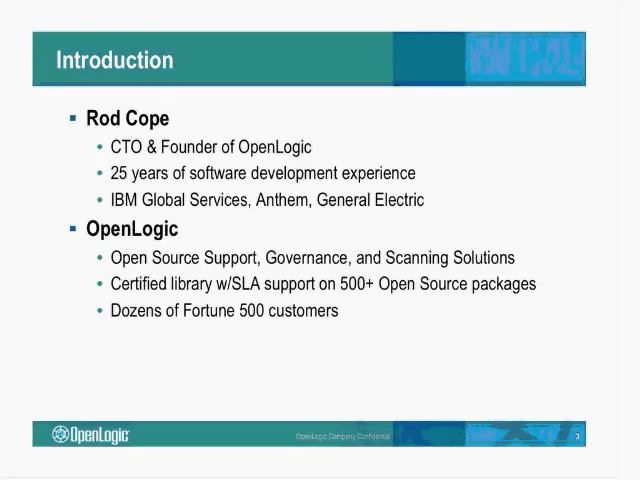 Introduction
Rod Cope
CTO & Founder of OpenLogic
25 years of software development experience
IBM Global Services, Anthem, General Electric
OpenLogic
Open Source Support, Governance, and Scanning Solutions
Certified library w/SLA support on 500+ Open Source packages
Dozens of Fortune 500 customers
OpenLogic
OpenLogic Company Confidential
3